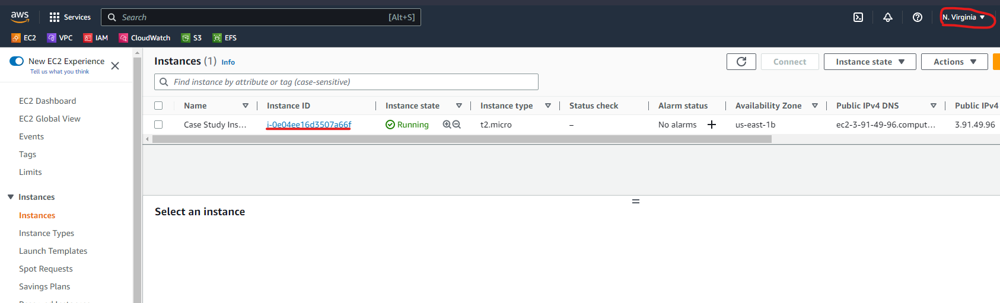 aws
Services
Search
[Alt+S]
N. Virginia
EC2
VPC
IAM
CloudWatch
S3
EFS
New EC2 Experience
Tell us what you think
EC2 Dashboard
EC2 Global View
Events
Tags
Limits
Instances
Instances
Instance Types
Launch Templates
Spot Requests
Savings Plans
Instances (1) Info
Connect
Instance state
Actions
Find instance by attribute or tag (case-sensitive)
Name Instance ID Instance state Instance type Status check Alarm status Availability Zone Public IPv4 DNS Public IPv4
Case Study Ins... i-0e04ee16d3507a66f Running t2.micro – No alarms + us-east-1b ec2-3-91-49-96.comput... 3.91.49.96
Select an instance